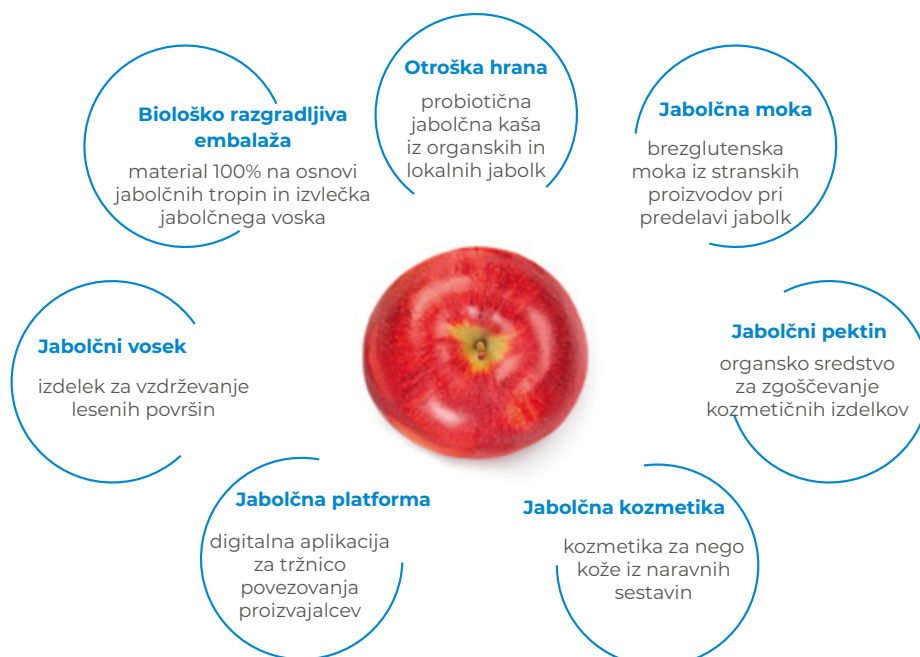 Otroška hrana
probiotična
jabolčna kaša
iz organskih in
lokalnih jabolk
Biološko razgradljiva
embalaža
material 100% na osnovi
jabolčnih tropin in izvlečka
jabolčnega voska
Jabolčna moka
brezglutenska
moka iz stranskih
proizvodov pri
predelavi jabolk
Jabolčni vosek
izdelek za vzdrževanje
lesenih površin
Jabolčni pektin
organsko sredstvo
za zgoščevanje
kozmetičnih izdelkov
Jabolčna platforma
digitalna aplikacija
za tržnico
povezovanja
proizvajalcev
Jabolčna kozmetika
kozmetika za nego
kože iz naravnih
sestavin